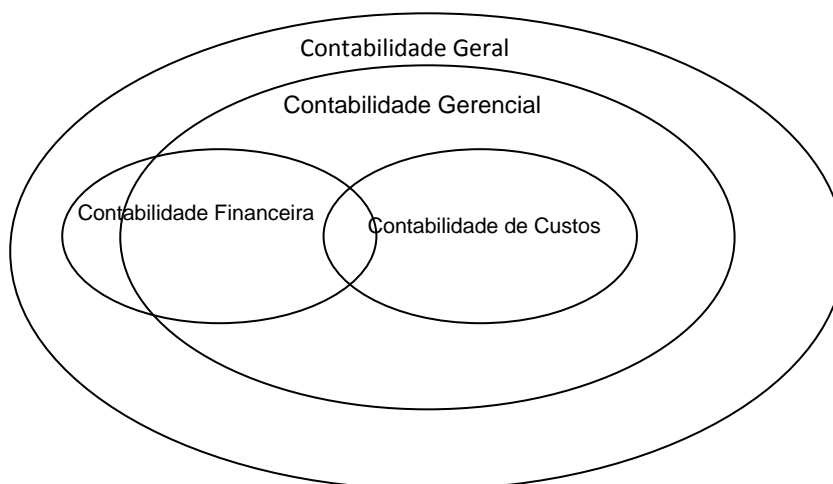 Contabilidade Geral
Contabilidade Gerencial
Contabilidade Financeira
Contabilidade de Custos